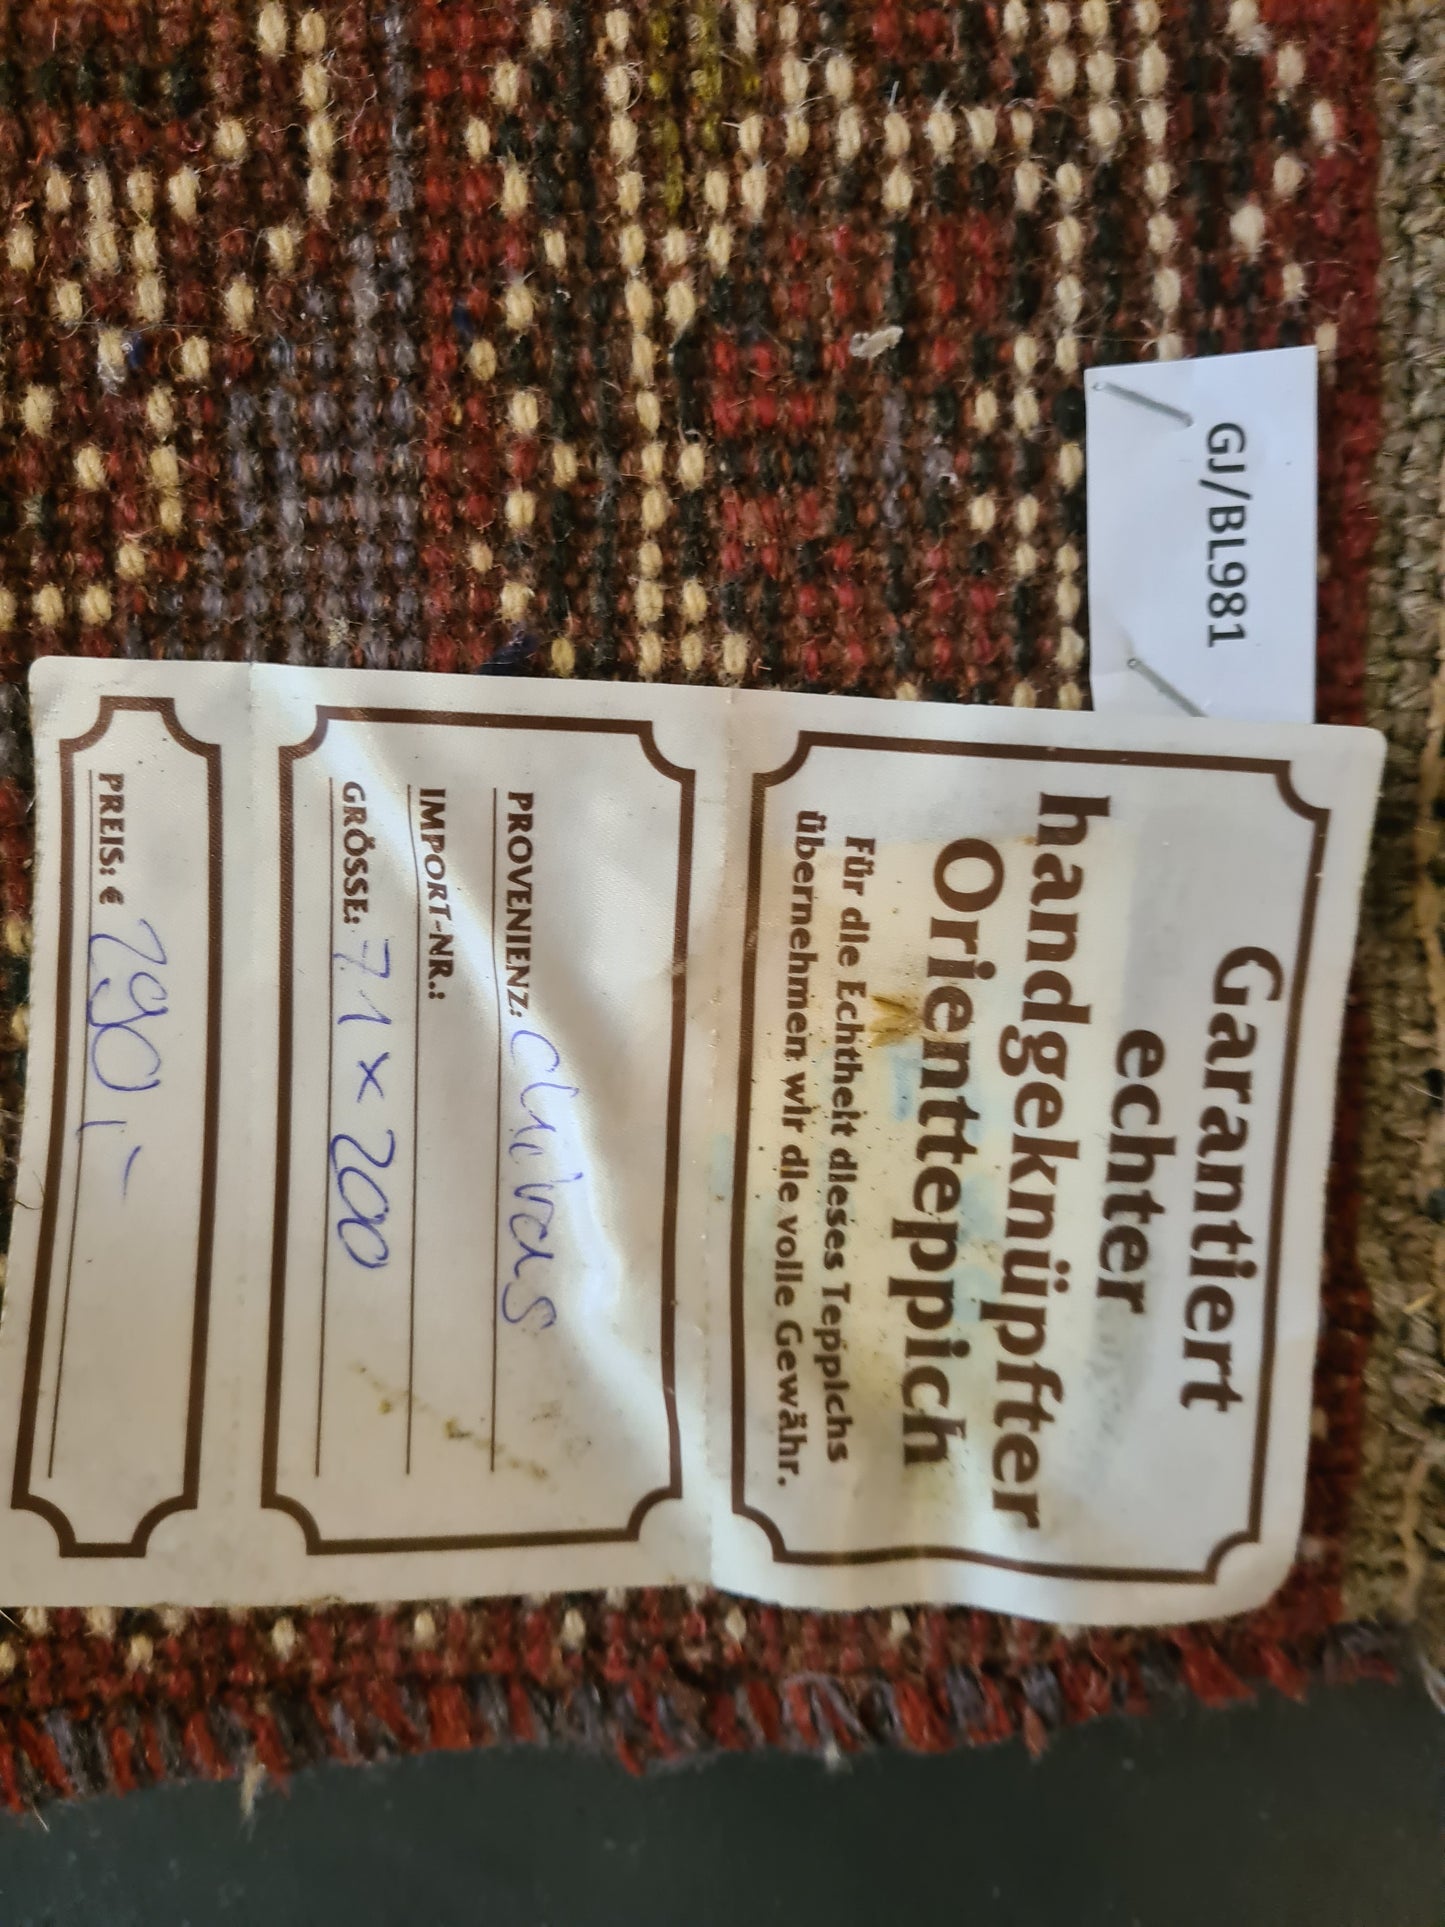 GJ/BL981
Garantiert
echter
handgeknüpfter
Orientteppich
Für die Echtheit dieses Teppichs
übernehmen wir die volle Gewähr.
PROVENIENZ:
IMPORT-NR.:
GRÖSSE: 71 x 200
PREIS: € 290,-